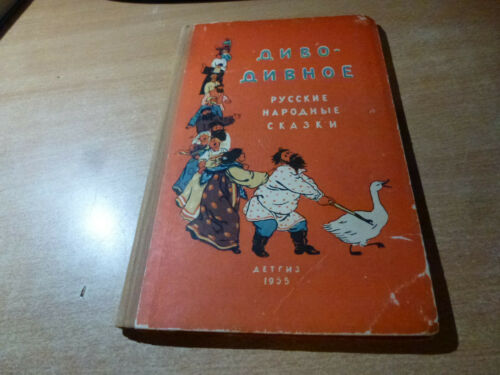 ДИВО-
ДИВНОЕ
РУССКИЕ
НАРОДНЫЕ
СКАЗКИ
ДЕТГИЗ
1955